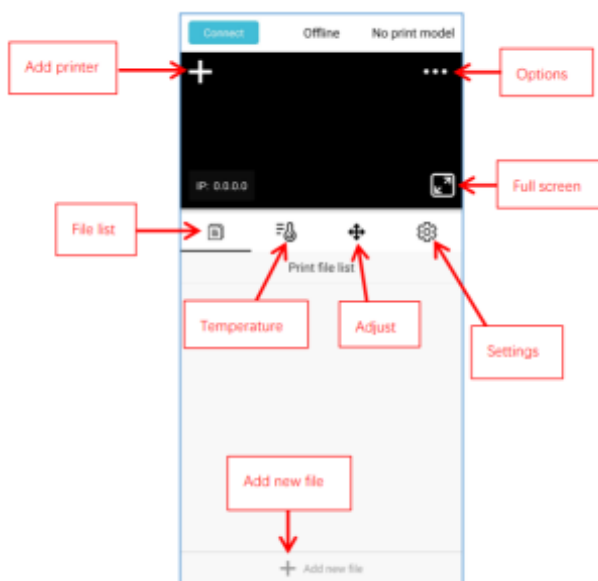 Connect Offline No print model
Add printer
Options
IP: 0.0.0.0
Full screen
File list
Print file list
Temperature
Adjust
Settings
Add new file
Add new file